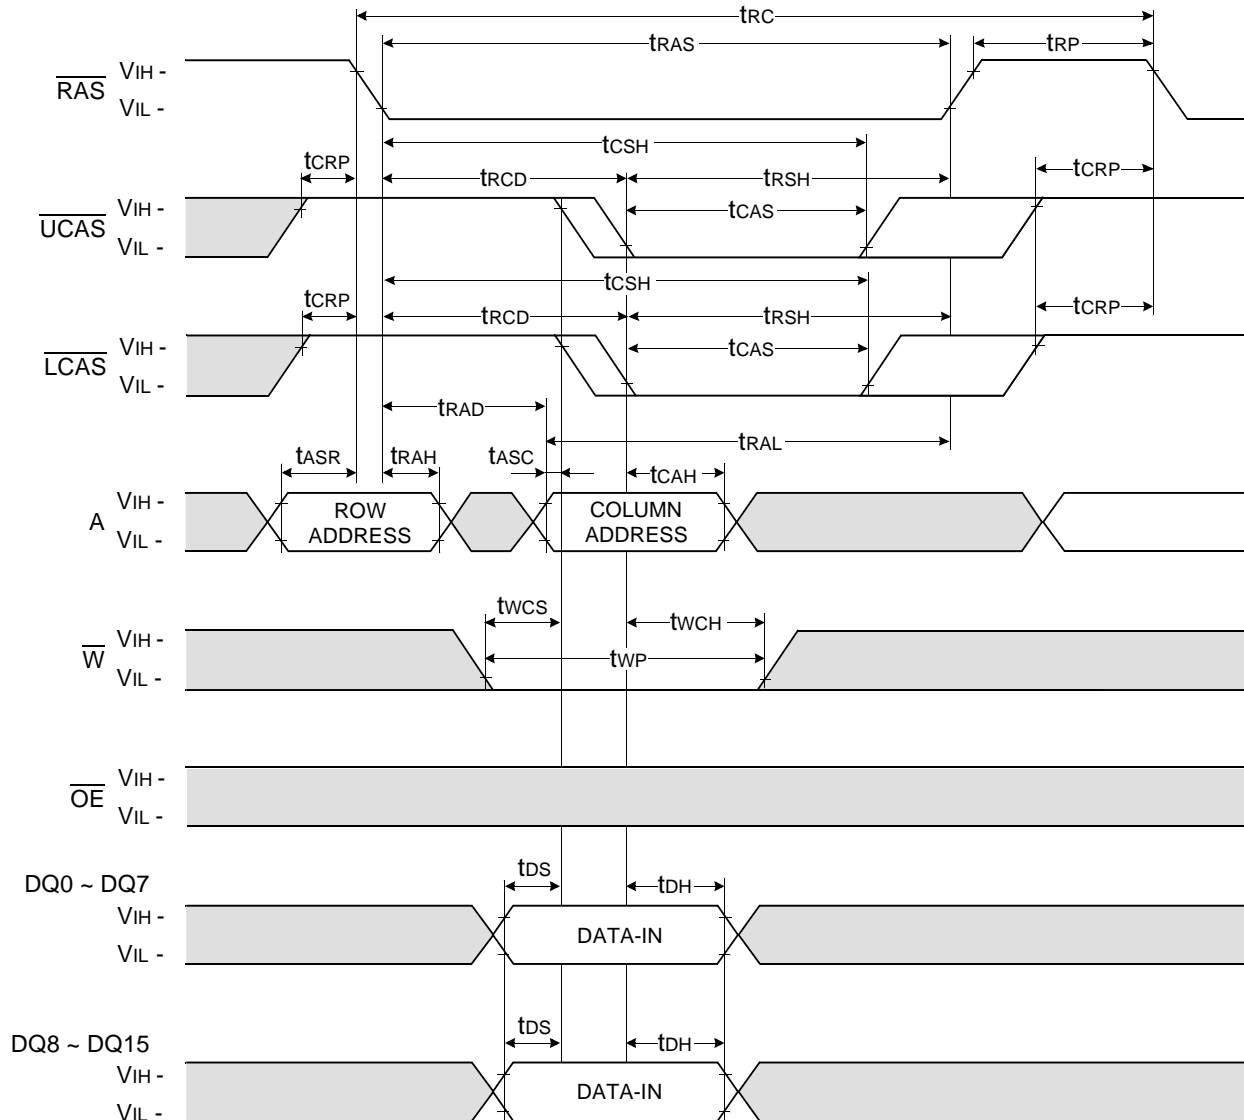 tRC
tRAS
tRP
RAS
VIH -
VIL -
tCSH
tCRP
tRCD
tRSH
tCRP
UCAS
VIH -
VIL -
tCAS
tCSH
tCRP
tRCD
tRSH
tCRP
LCAS
VIH -
VIL -
tCAS
tRAD
tRAL
tASR
tRAH
tASC
tCAH
A
VIH -
VIL -
ROW
ADDRESS
COLUMN
ADDRESS
tWCS
tWCH
W
VIH -
VIL -
tWP
OE
VIH -
VIL -
tDS
tDH
DQ0 ~ DQ7
VIH -
VIL -
DATA-IN
tDS
tDH
DQ8 ~ DQ15
VIH -
VIL -
DATA-IN